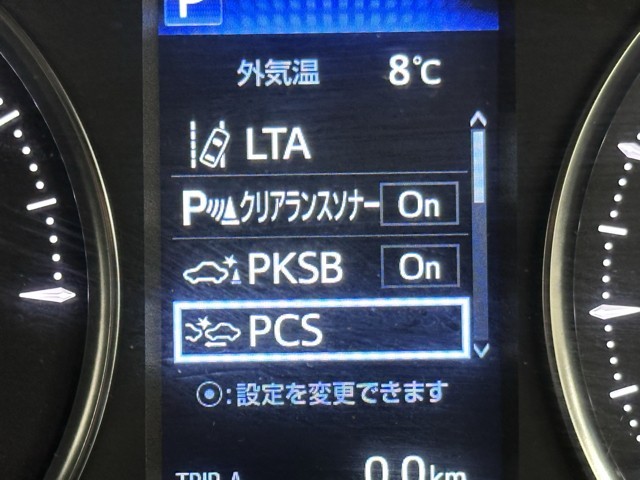 P
外気温 8℃
LTA
P クリアランスソナー On
PKSB On
PCS
:設定を変更できます
TRIP A 0.0km